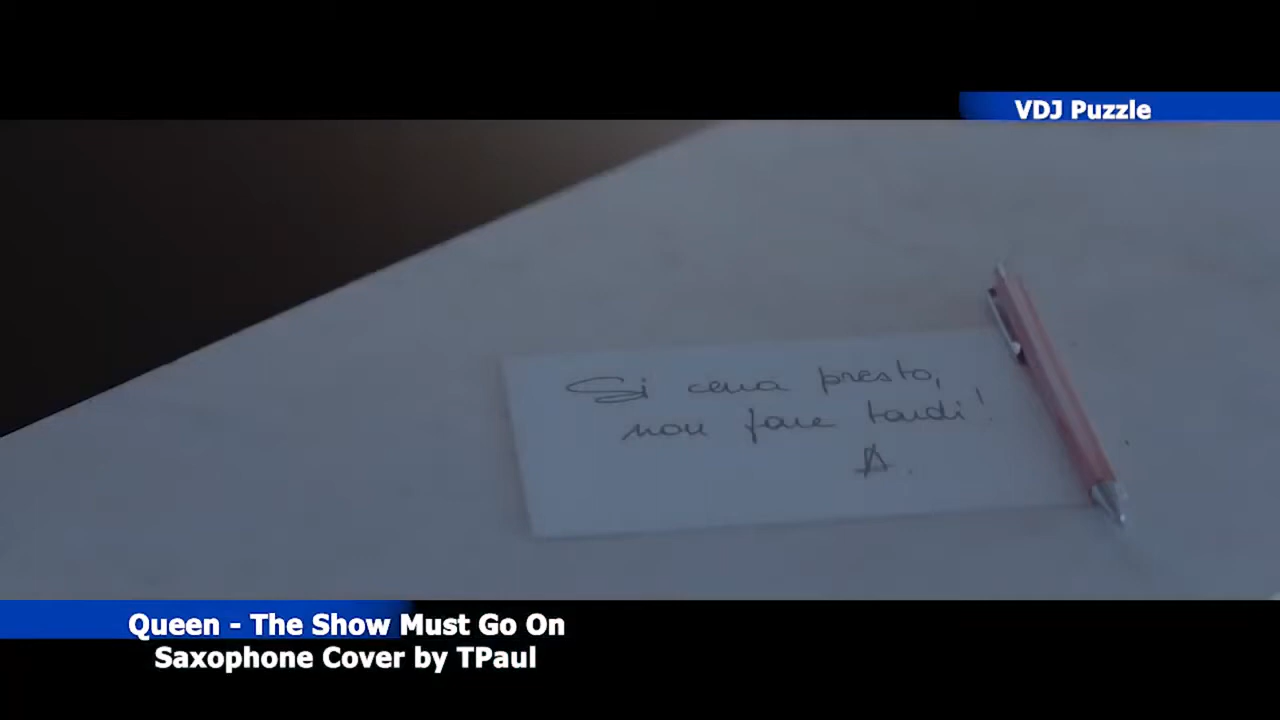 VDJ Puzzle
Si cena presto,
non fare tardi!
A.
Queen - The Show Must Go On
Saxophone Cover by TPaul